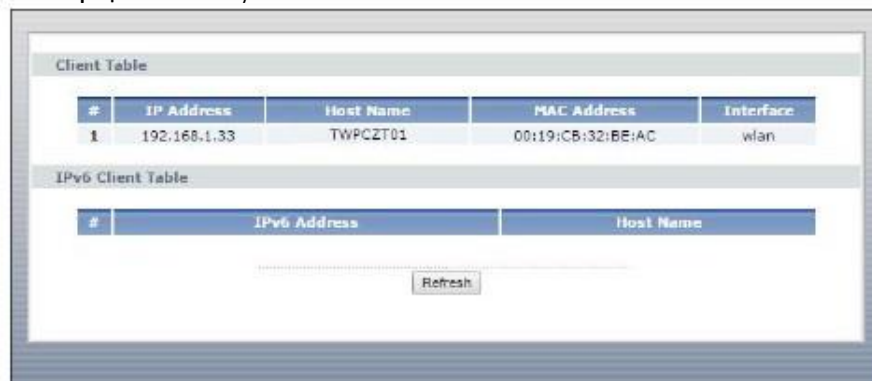 Client Table
# IP Address Host Name MAC Address Interface
1 192.168.1.33 TWPCZT01 00:19:CB:32:BE:AC wlan
IPv6 Client Table
# IPv6 Address Host Name
Refresh